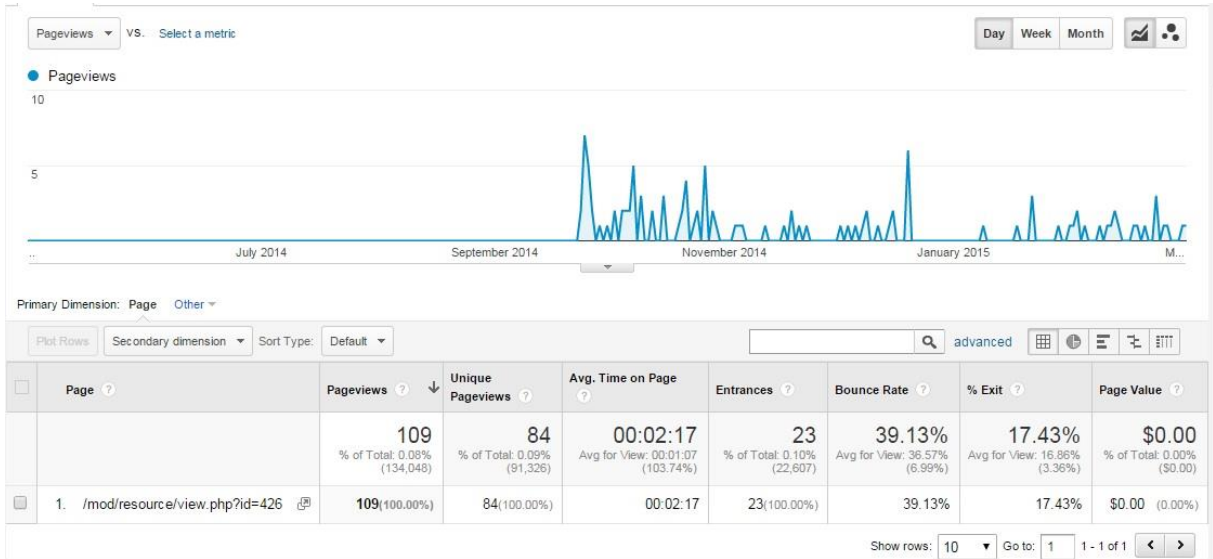 Pageviews VS. Select a metric Day Week Month
Pageviews
10
5
.. July 2014 September 2014 November 2014 January 2015 M...
Primary Dimension: Page Other
Plot Rows Secondary dimension Sort Type: Default advanced
Page ? Pageviews ? Unique Pageviews ? Avg. Time on Page ? Entrances ? Bounce Rate ? % Exit ? Page Value ?
109 84 00:02:17 23 39.13% 17.43% $0.00
% of Total: 0.08% % of Total: 0.09% Avg for View: 00:01:07 % of Total: 0.10% Avg for View: 36.57% Avg for View: 16.86% % of Total: 0.00%
(134,048) (91,326) (103.74%) (22,607) (6.99%) (3.36%) ($0.00)
1. /mod/resource/view.php?id=426 109(100.00%) 84(100.00%) 00:02:17 23(100.00%) 39.13% 17.43% $0.00 (0.00%)
Show rows: 10 Go to: 1 1 - 1 of 1